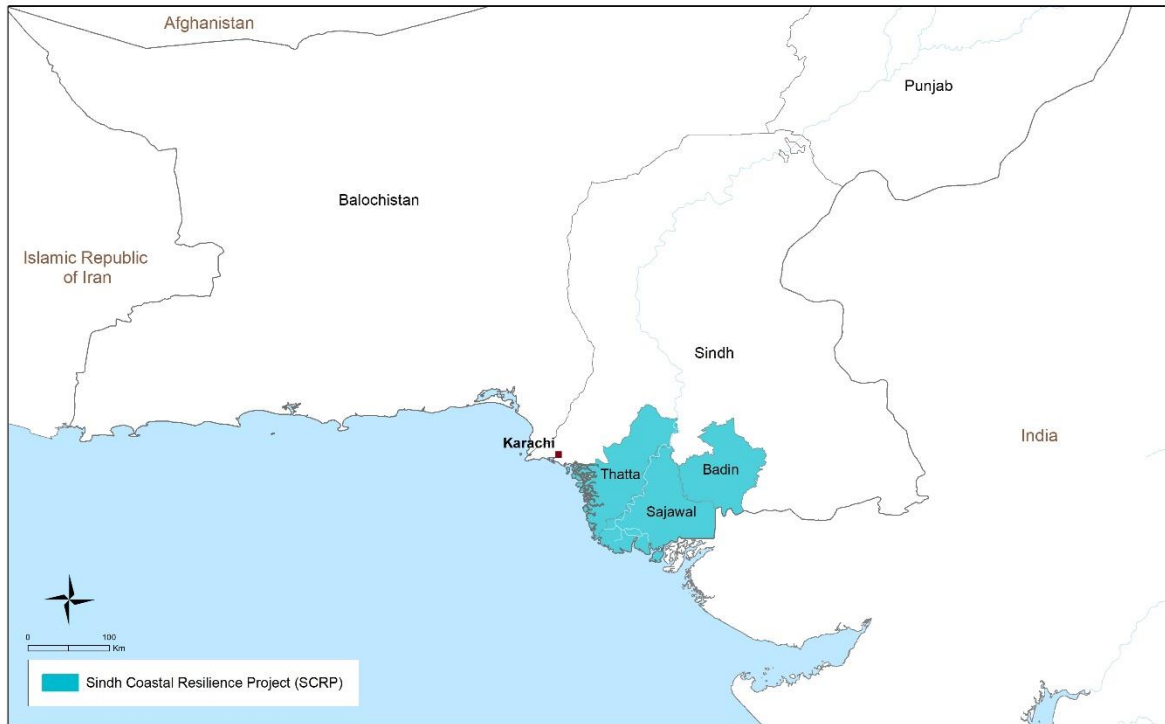 Afghanistan
Punjab
Balochistan
Islamic Republic
of Iran
Sindh
India
Karachi
Thatta
Badin
Sajawal
0 100
Km
Sindh Coastal Resilience Project (SCRP)